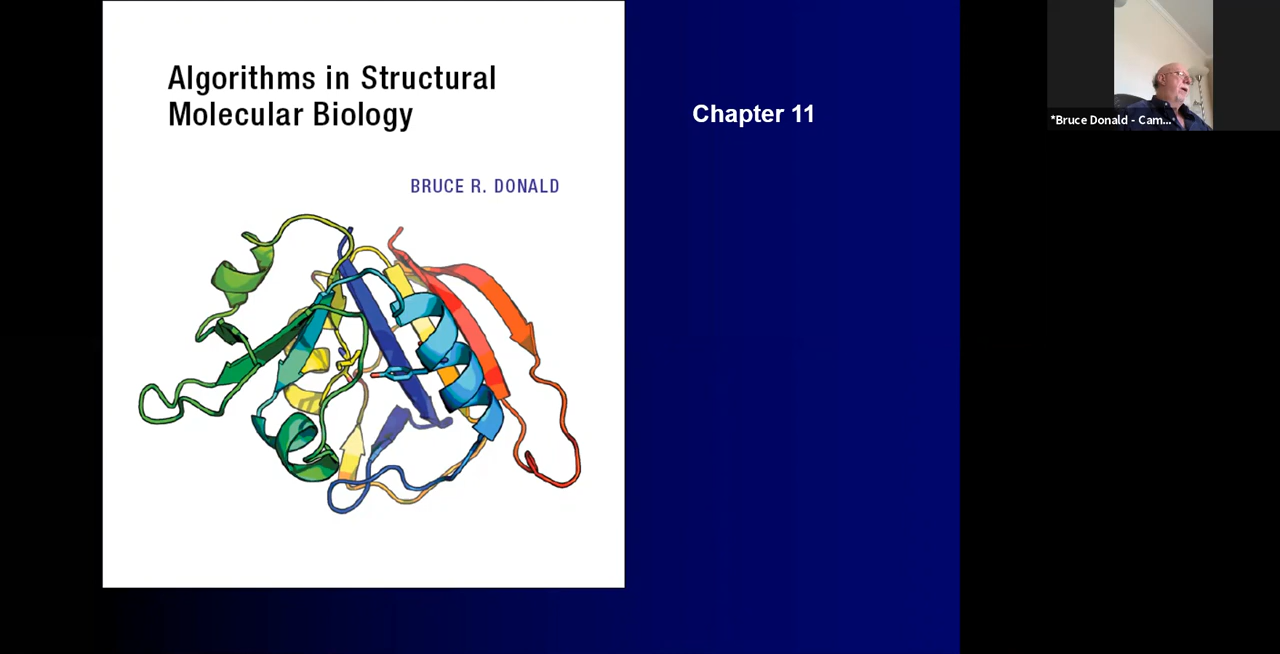 Algorithms in Structural
Molecular Biology
BRUCE R. DONALD
Chapter 11
*Bruce Donald - Cam...